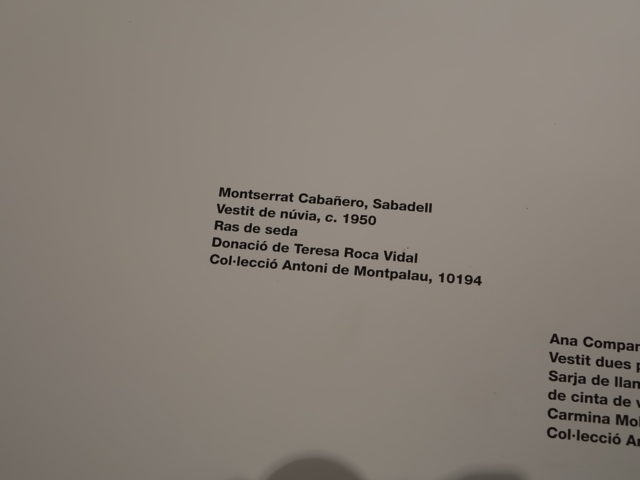 Montserrat Cabañero, Sabadell
Vestit de núvia, c. 1950
Ras de seda
Donació de Teresa Roca Vidal
Col·lecció Antoni de Montpalau, 10194
Ana Compar
Vestit dues
Sarja de llan
de cinta de
Carmina Mol
Col·lecció